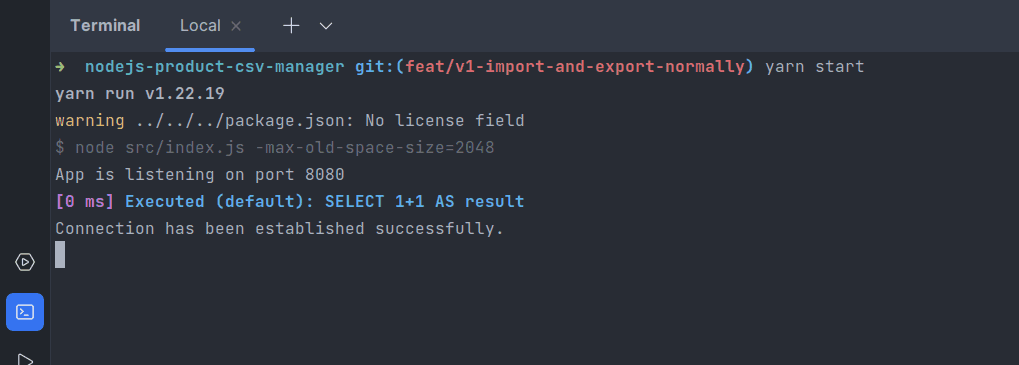 Terminal Local
➜ nodejs-product-csv-manager git:(feat/v1-import-and-export-normally) yarn start
yarn run v1.22.19
warning ../../../package.json: No license field
$ node src/index.js -max-old-space-size=2048
App is listening on port 8080
[0 ms] Executed (default): SELECT 1+1 AS result
Connection has been established successfully.